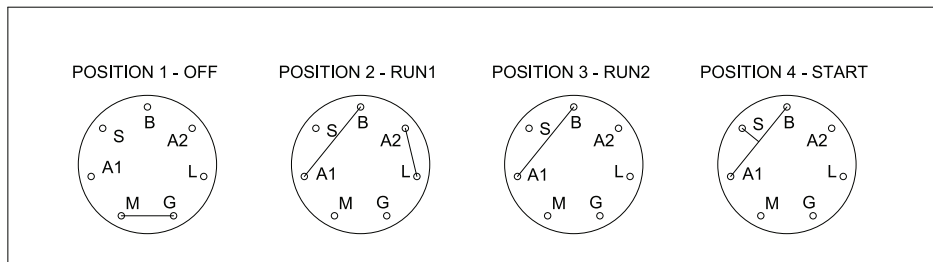 POSITION 1 - OFF
B
S
A2
A1
L
M G
POSITION 2 - RUN1
S B
A2
A1 L
M G
POSITION 3 - RUN2
S B
A2
A1 L
M G
POSITION 4 - START
S B
A2
A1 L
M G